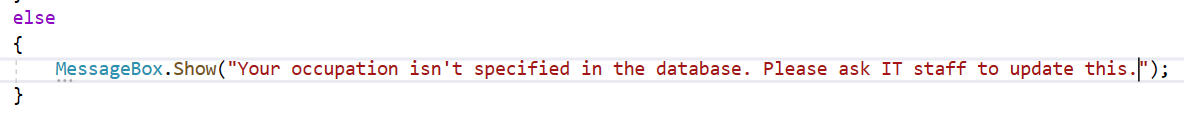 else
{
MessageBox.Show("Your occupation isn't specified in the database. Please ask IT staff to update this.");
}